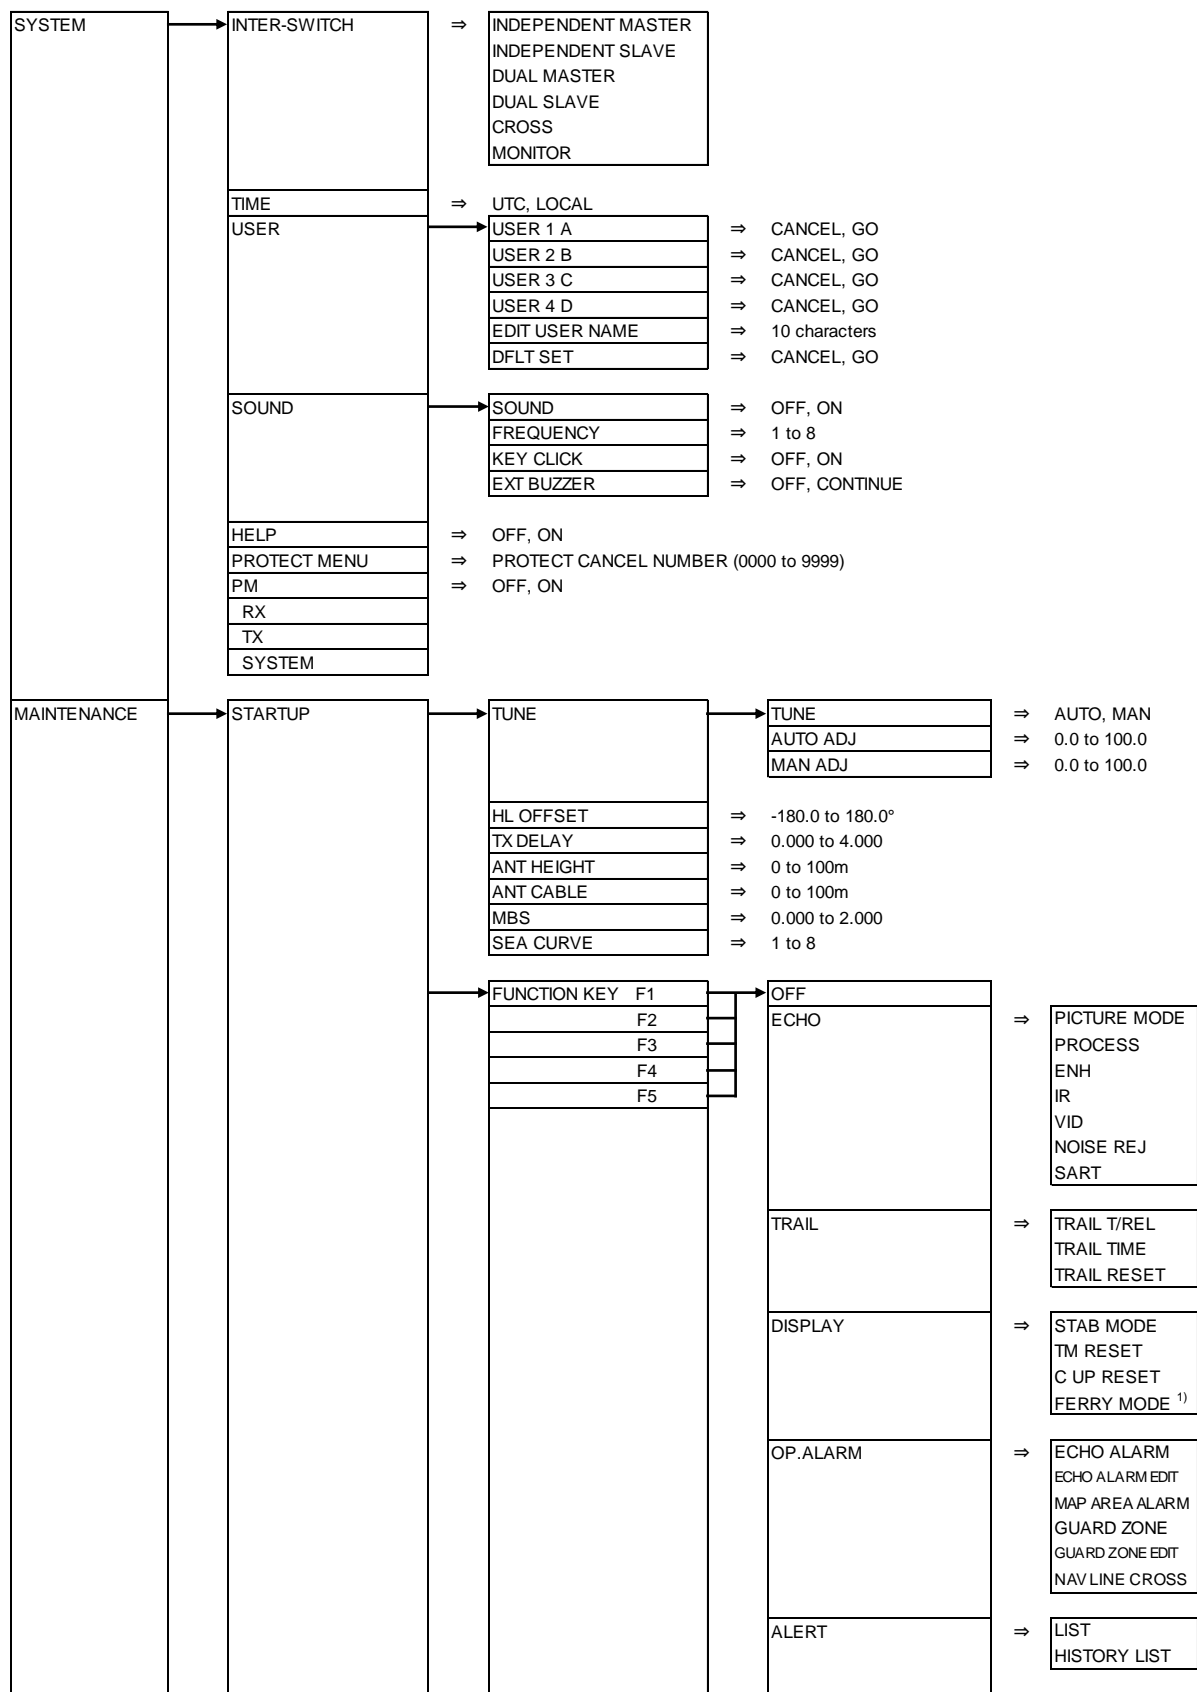 SYSTEM INTER-SWITCH ⇒ INDEPENDENT MASTER
INDEPENDENT SLAVE
DUAL MASTER
DUAL SLAVE
CROSS
MONITOR
TIME ⇒ UTC, LOCAL
USER USER 1 A ⇒ CANCEL, GO
USER 2 B ⇒ CANCEL, GO
USER 3 C ⇒ CANCEL, GO
USER 4 D ⇒ CANCEL, GO
EDIT USER NAME ⇒ 10 characters
DFLT SET ⇒ CANCEL, GO
SOUND SOUND ⇒ OFF, ON
FREQUENCY ⇒ 1 to 8
KEY CLICK ⇒ OFF, ON
EXT BUZZER ⇒ OFF, CONTINUE
HELP ⇒ OFF, ON
PROTECT MENU ⇒ PROTECT CANCEL NUMBER (0000 to 9999)
PM ⇒ OFF, ON
RX
TX
SYSTEM
MAINTENANCE STARTUP TUNE TUNE ⇒ AUTO, MAN
AUTO ADJ ⇒ 0.0 to 100.0
MAN ADJ ⇒ 0.0 to 100.0
HL OFFSET ⇒ -180.0 to 180.0°
TX DELAY ⇒ 0.000 to 4.000
ANT HEIGHT ⇒ 0 to 100m
ANT CABLE ⇒ 0 to 100m
MBS ⇒ 0.000 to 2.000
SEA CURVE ⇒ 1 to 8
FUNCTION KEY F1 OFF
F2 ECHO ⇒ PICTURE MODE
F3 PROCESS
F4 ENH
F5 IR
VID
NOISE REJ
SART
TRAIL ⇒ TRAIL T/REL
TRAIL TIME
TRAIL RESET
DISPLAY ⇒ STAB MODE
TM RESET
C UP RESET
FERRY MODE 1)
OP.ALARM ⇒ ECHO ALARM
ECHO ALARM EDIT
MAP AREA ALARM
GUARD ZONE
GUARD ZONE EDIT
NAV LINE CROSS
ALERT ⇒ LIST
HISTORY LIST